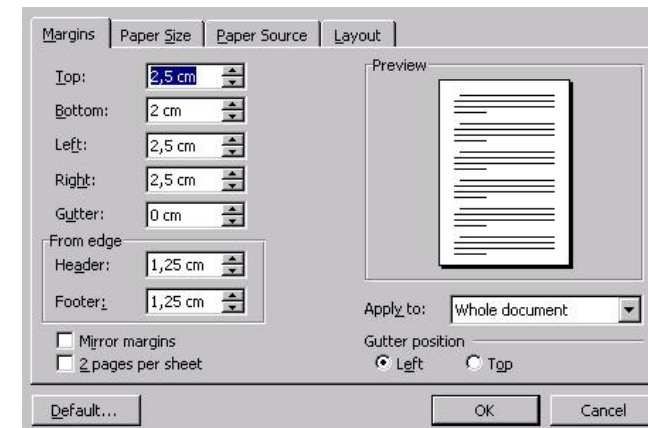 Margins Paper Size Paper Source Layout
Top: 2,5 cm
Bottom: 2 cm
Left: 2,5 cm
Right: 2,5 cm
Gutter: 0 cm
From edge
Header: 1,25 cm
Footer: 1,25 cm
Mirror margins
2 pages per sheet
Preview
Apply to: Whole document
Gutter position
Left Top
Default... OK Cancel